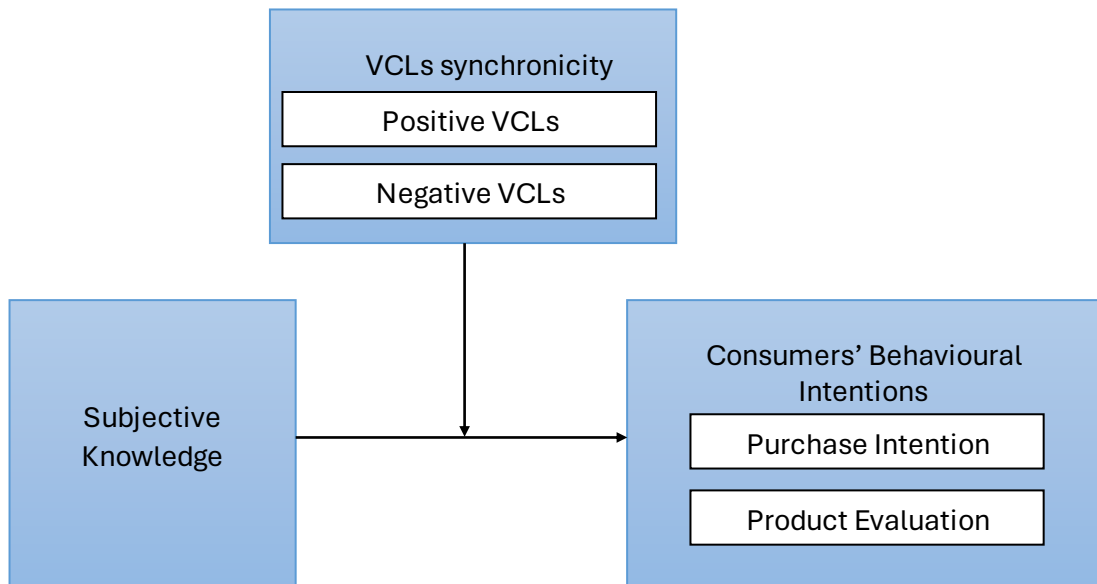 VCLs synchronicity
Positive VCLs
Negative VCLs
Subjective
Knowledge
Consumers’ Behavioural
Intentions
Purchase Intention
Product Evaluation